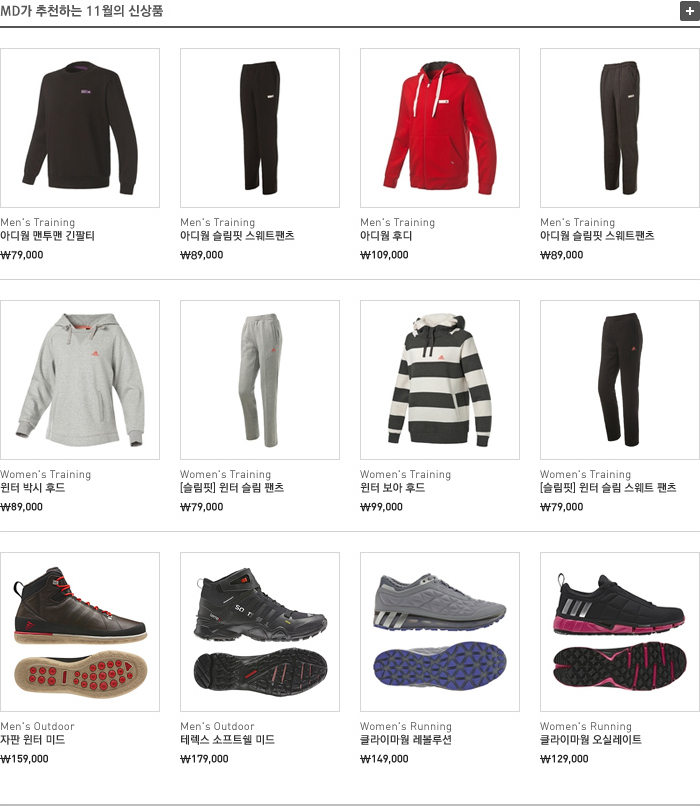 MD가 추천하는 11월의 신상품
Men's Training
아디웜 맨투맨 긴팔티
₩79,000
Men's Training
아디웜 슬림핏 스웨트팬츠
₩89,000
Men's Training
아디웜 후디
₩109,000
Men's Training
아디웜 슬림핏 스웨트팬츠
₩89,000
Women's Training
윈터 박시 후드
₩89,000
Women's Training
[슬림핏] 윈터 슬림 팬츠
₩79,000
Women's Training
윈터 보아 후드
₩99,000
Women's Training
[슬림핏] 윈터 슬림 스웨트 팬츠
₩79,000
Men's Outdoor
자판 윈터 미드
₩159,000
Men's Outdoor
테렉스 소프트쉘 미드
₩179,000
Women's Running
클라이마웜 레볼루션
₩149,000
Women's Running
클라이마웜 오실레이트
₩129,000